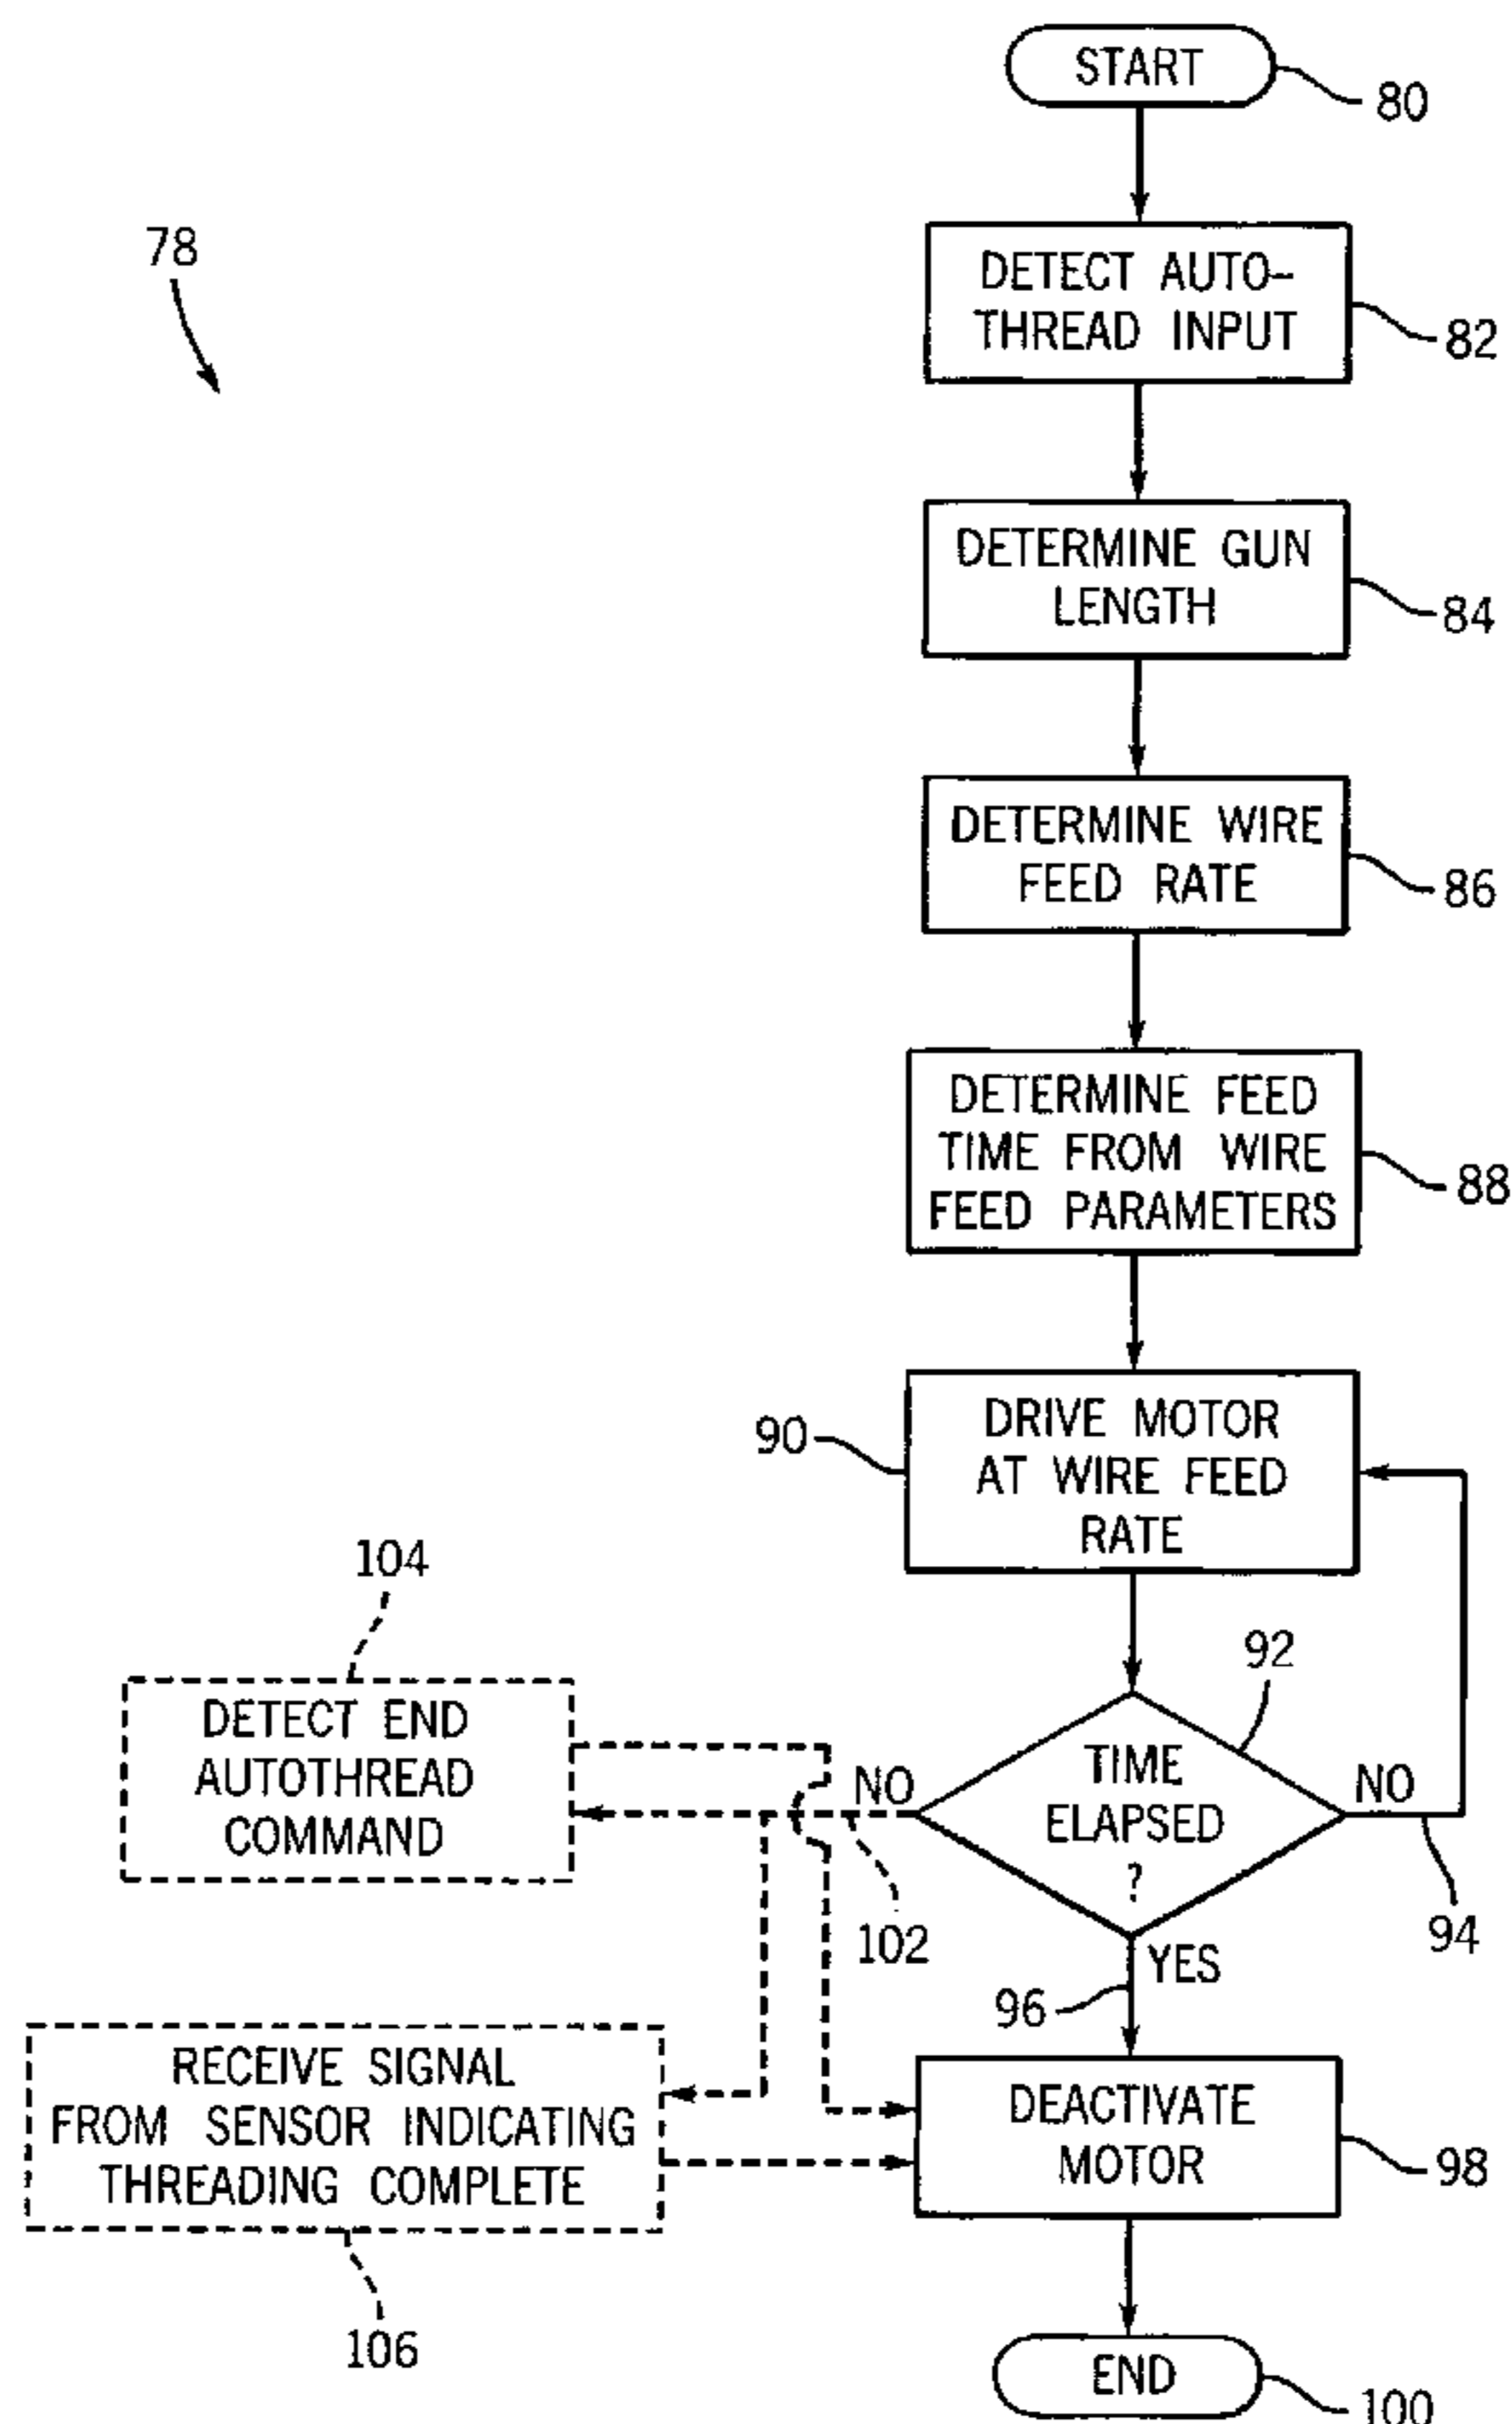 START
80
78
DETECT AUTO-
THREAD INPUT
82
DETERMINE GUN
LENGTH
84
DETERMINE WIRE
FEED RATE
86
DETERMINE FEED
TIME FROM WIRE
FEED PARAMETERS
88
90
DRIVE MOTOR
AT WIRE FEED
RATE
104
DETECT END
AUTOTHREAD
COMMAND
92
NO
TIME
ELAPSED
?
NO
102
94
YES
96
RECEIVE SIGNAL
FROM SENSOR INDICATING
THREADING COMPLETE
106
DEACTIVATE
MOTOR
98
END
100